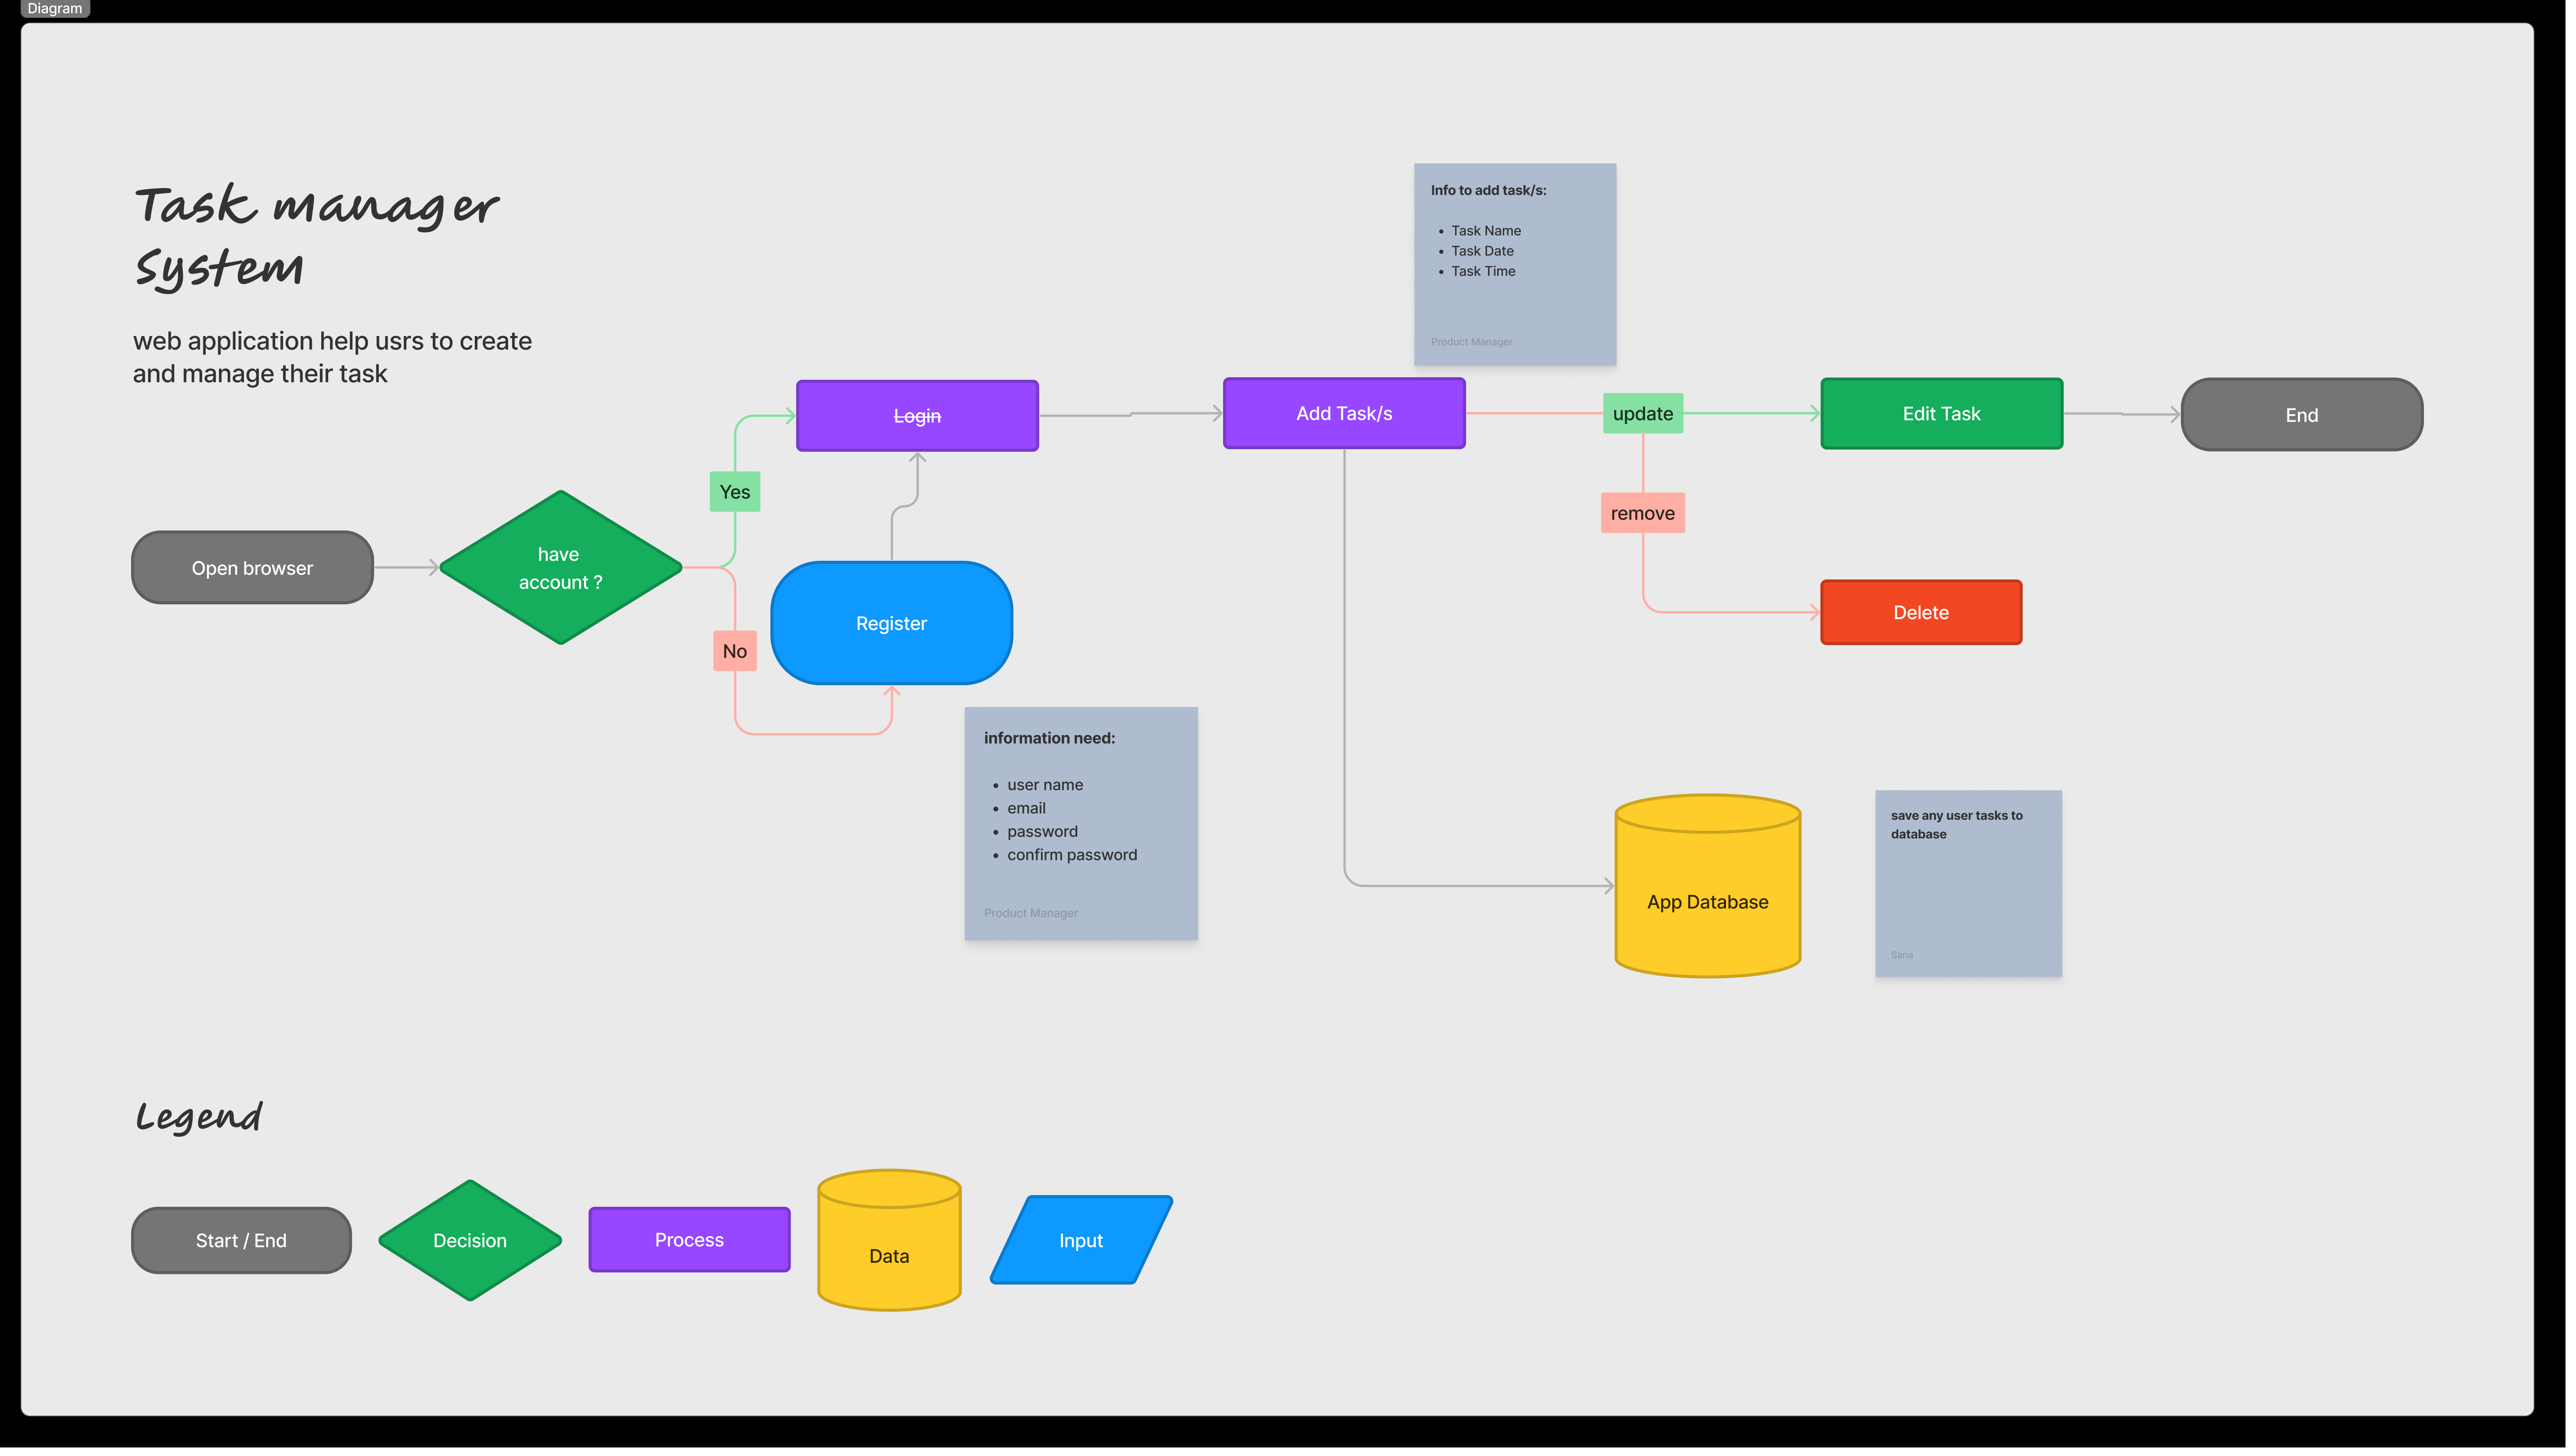 Diagram
Task manager
System
web application help usrs to create
and manage their task
Info to add task/s:
• Task Name
• Task Date
• Task Time
Product Manager
Login
Add Task/s
update
Edit Task
End
Yes
remove
Open browser
have
account ?
Register
Delete
No
information need:
• user name
• email
• password
• confirm password
Product Manager
App Database
save any user tasks to
database
Saria
Legend
Start / End
Decision
Process
Data
Input